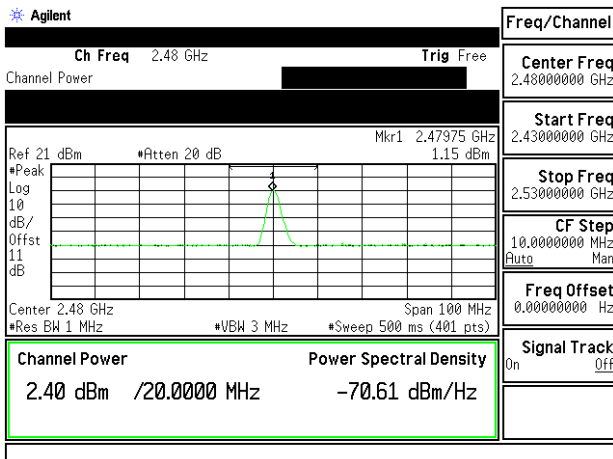 Agilent
Freq/Channel
Ch Freq 2.48 GHz Trig Free
Channel Power
Center Freq
2.48000000 GHz
Start Freq
2.43000000 GHz
Stop Freq
2.53000000 GHz
CF Step
10.0000000 MHz
Auto Man
Freq Offset
0.00000000 Hz
Signal Track
On Off
Mkr1 2.47975 GHz
Ref 21 dBm #Atten 20 dB 1.15 dBm
#Peak
Log
10
dB/
Offst
11
dB
1
Center 2.48 GHz Span 100 MHz
#Res BW 1 MHz #VBW 3 MHz #Sweep 500 ms (401 pts)
Channel Power Power Spectral Density
2.40 dBm /20.0000 MHz -70.61 dBm/Hz